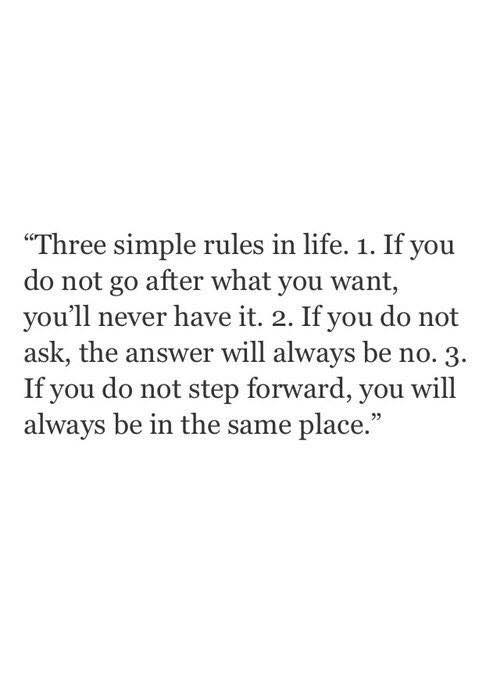 “Three simple rules in life. 1. If you
do not go after what you want,
you’ll never have it. 2. If you do not
ask, the answer will always be no. 3.
If you do not step forward, you will
always be in the same place.”